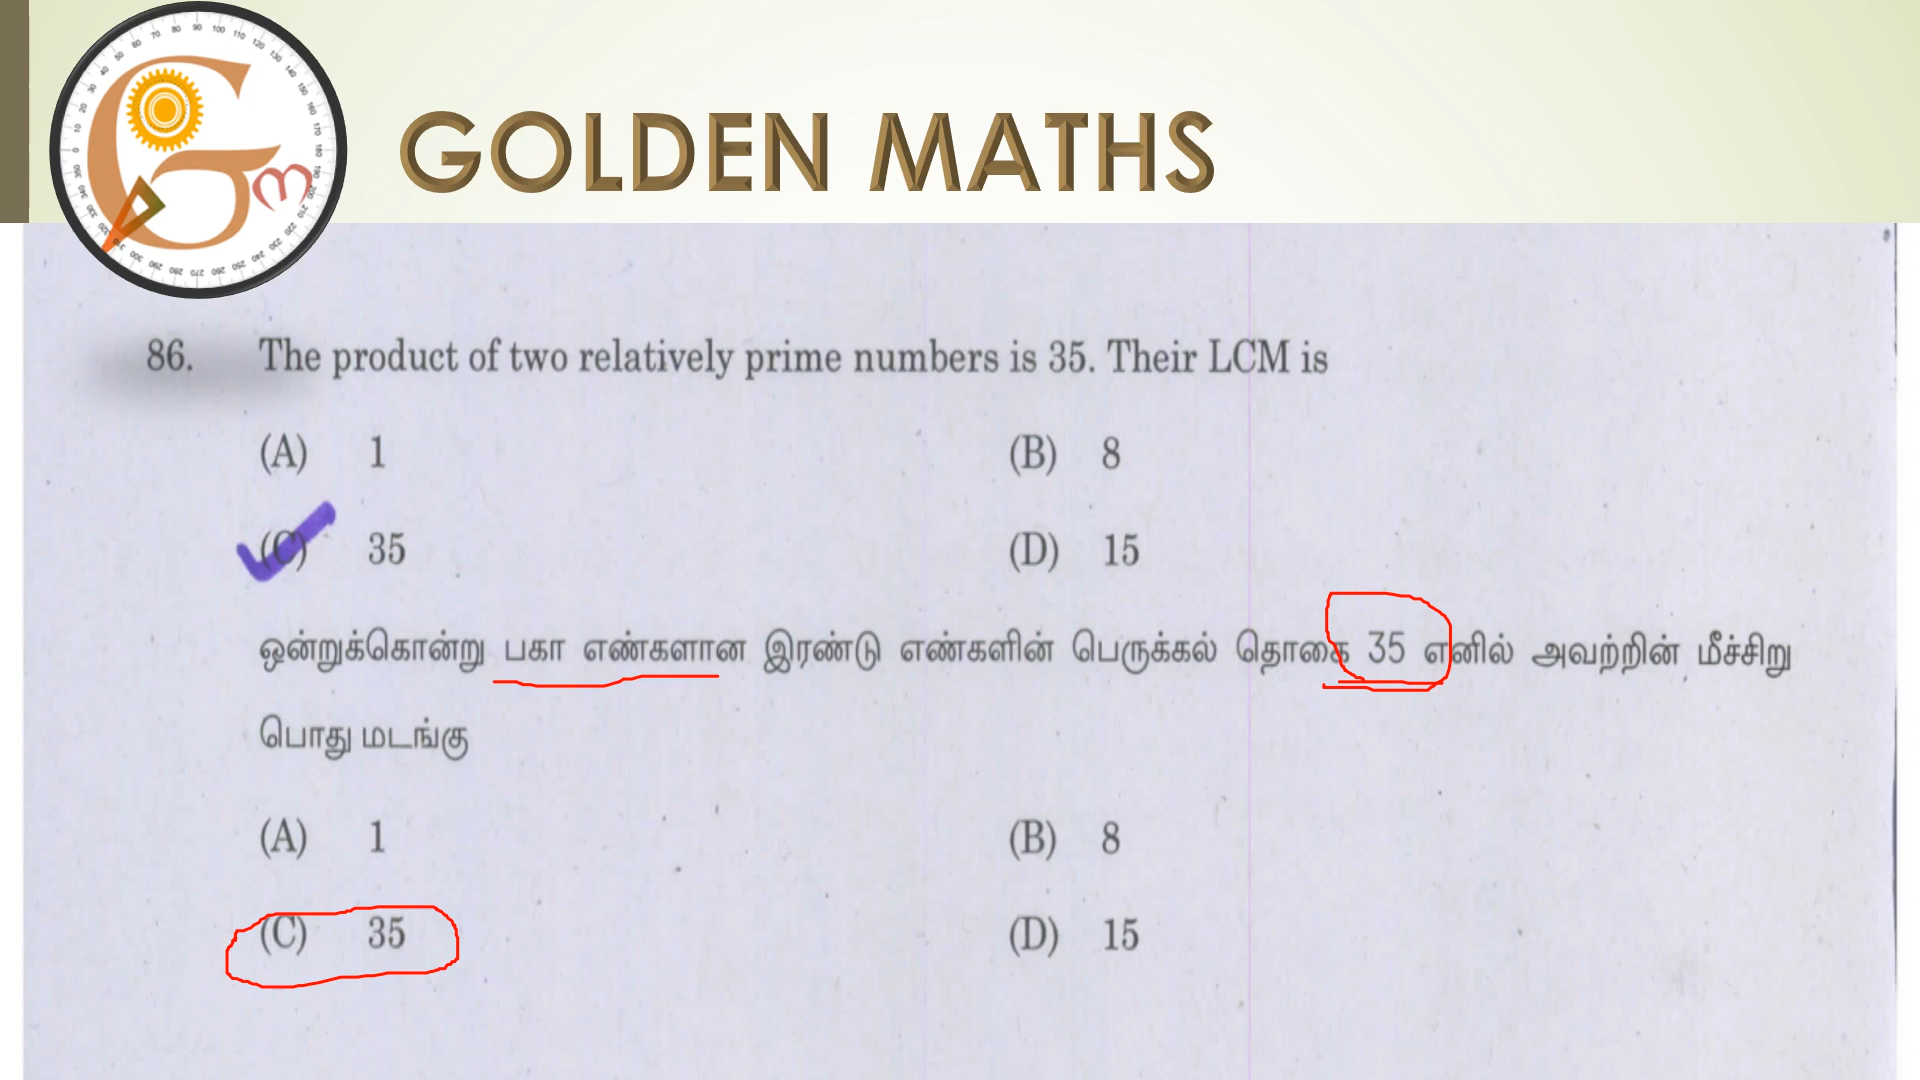 GOLDEN MATHS
86. The product of two relatively prime numbers is 35. Their LCM is
(A) 1 (B) 8
(C) 35 (D) 15
ஒன்றுக்கொன்று பகா எண்களான இரண்டு எண்களின் பெருக்கல் தொகை 35 எனில் அவற்றின் மீச்சிறு
பொது மடங்கு
(A) 1 (B) 8
(C) 35 (D) 15